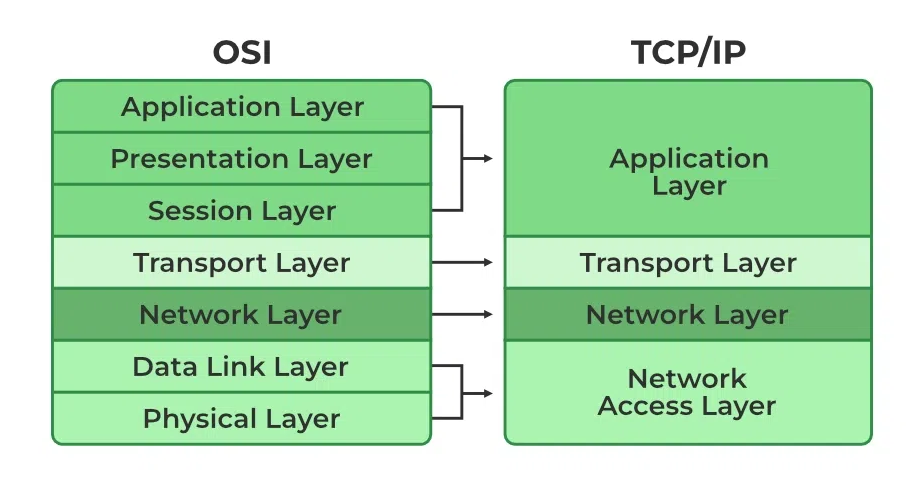 OSI
Application Layer
Presentation Layer
Session Layer
Transport Layer
Network Layer
Data Link Layer
Physical Layer
TCP/IP
Application
Layer
Transport Layer
Network Layer
Network
Access Layer